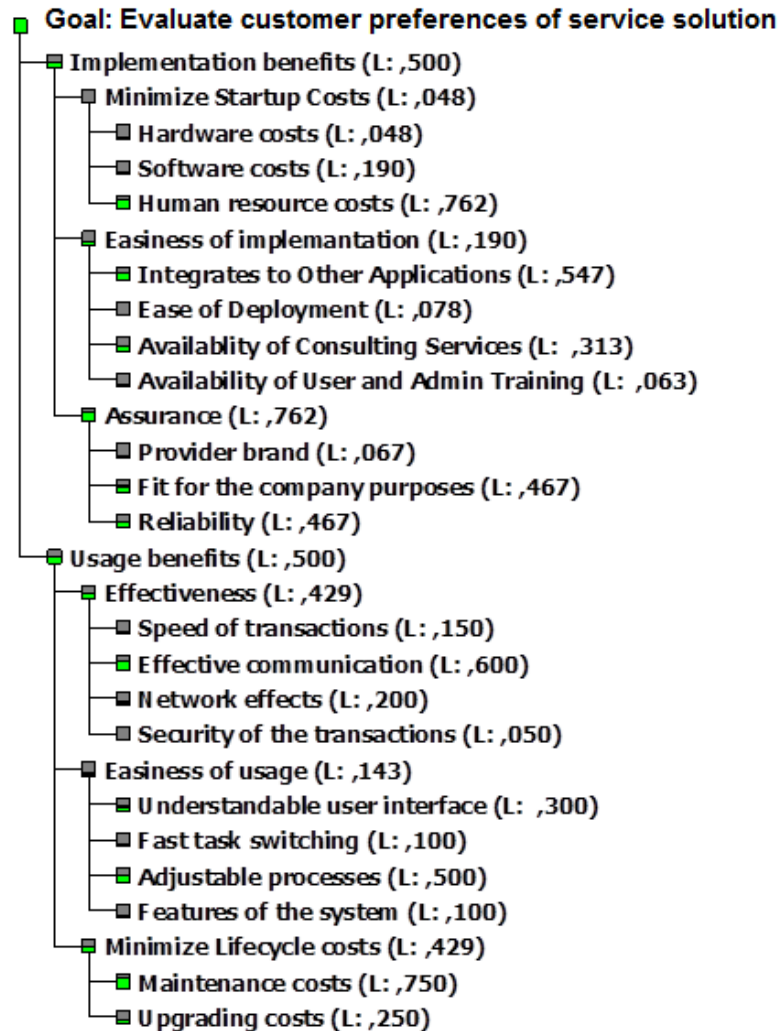 Goal: Evaluate customer preferences of service solution
Implementation benefits (L: ,500)
Minimize Startup Costs (L: ,048)
Hardware costs (L: ,048)
Software costs (L: ,190)
Human resource costs (L: ,762)
Easiness of implemantation (L: ,190)
Integrates to Other Applications (L: ,547)
Ease of Deployment (L: ,078)
Availablity of Consulting Services (L: ,313)
Availability of User and Admin Training (L: ,063)
Assurance (L: ,762)
Provider brand (L: ,067)
Fit for the company purposes (L: ,467)
Reliability (L: ,467)
Usage benefits (L: ,500)
Effectiveness (L: ,429)
Speed of transactions (L: ,150)
Effective communication (L: ,600)
Network effects (L: ,200)
Security of the transactions (L: ,050)
Easiness of usage (L: ,143)
Understandable user interface (L: ,300)
Fast task switching (L: ,100)
Adjustable processes (L: ,500)
Features of the system (L: ,100)
Minimize Lifecycle costs (L: ,429)
Maintenance costs (L: ,750)
Upgrading costs (L: ,250)